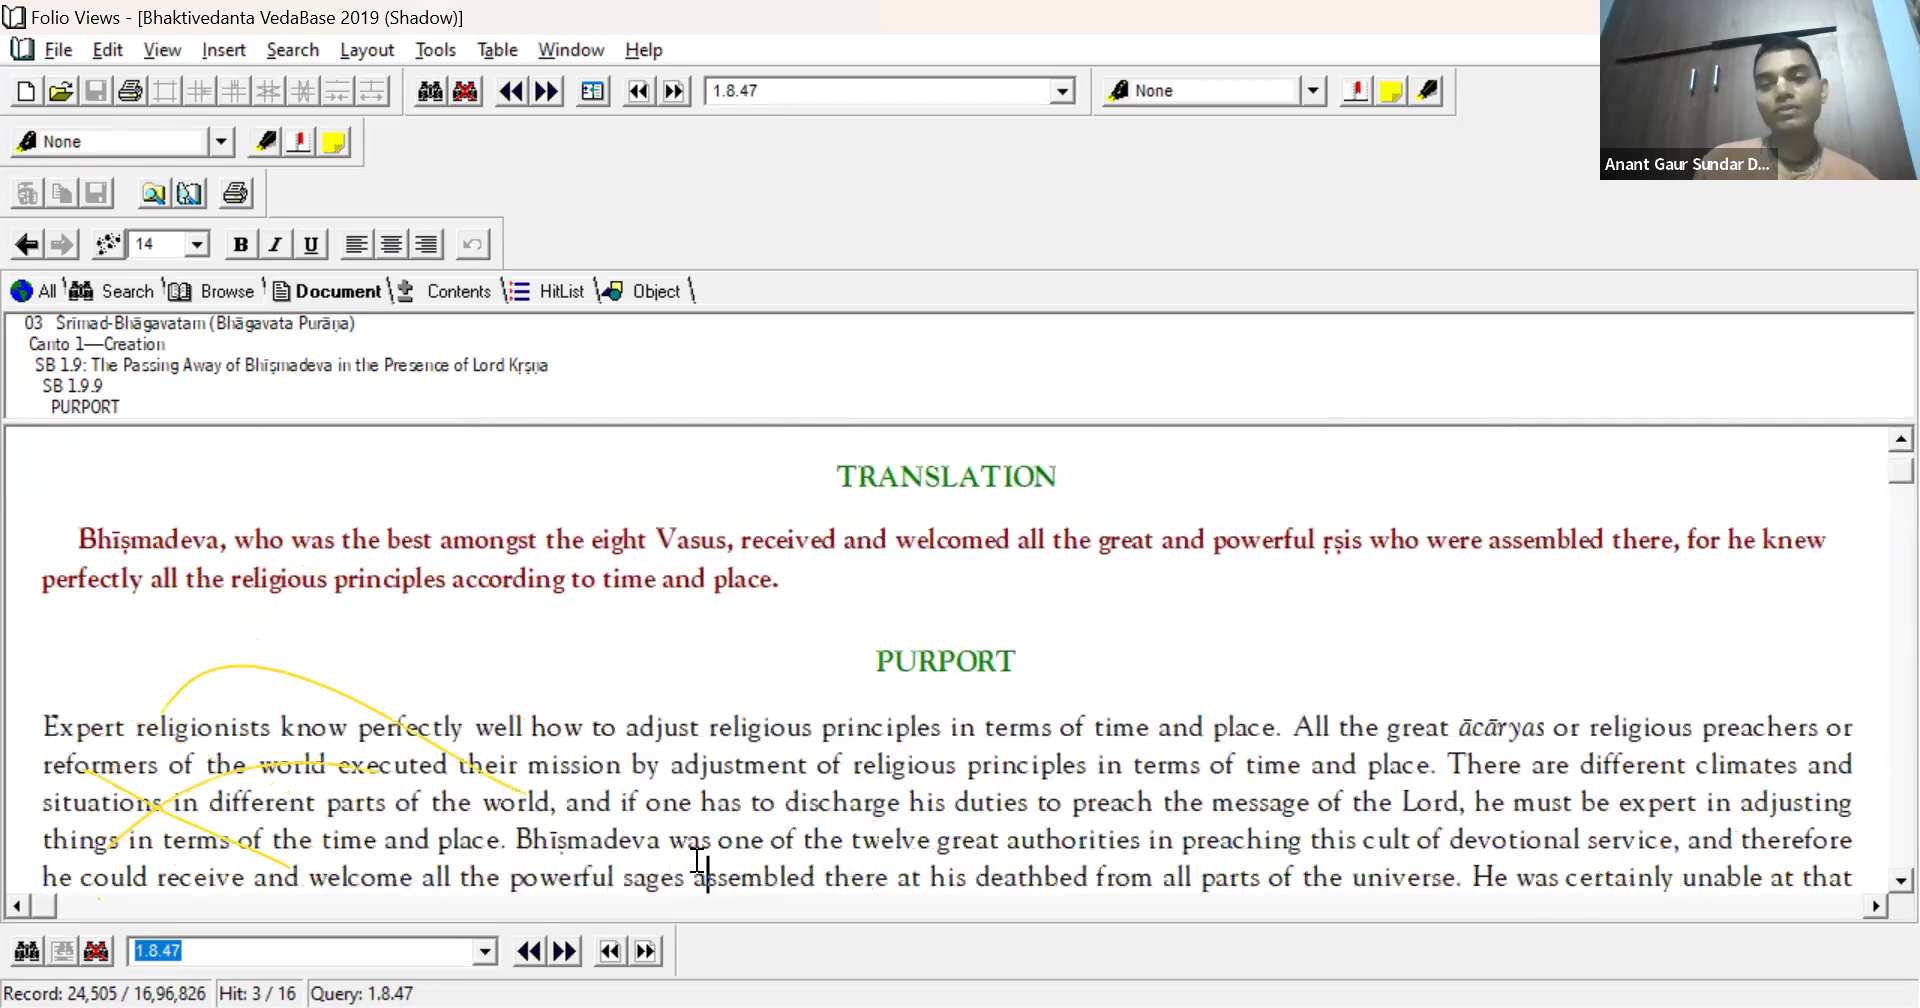 Folio Views - [Bhaktivedanta VedaBase 2019 (Shadow)]
File Edit View Insert Search Layout Tools Table Window Help
1.8.47 None
None
14 B I U
All Search Browse Document Contents HitList Object
03 Śrīmad-Bhāgavatam (Bhāgavata Purāṇa)
Canto 1—Creation
SB 1.9: The Passing Away of Bhīṣmadeva in the Presence of Lord Kṛṣṇa
SB 1.9.9
PURPORT
TRANSLATION
Bhīṣmadeva, who was the best amongst the eight Vasus, received and welcomed all the great and powerful ṛṣis who were assembled there, for he knew
perfectly all the religious principles according to time and place.
PURPORT
Expert religionists know perfectly well how to adjust religious principles in terms of time and place. All the great ācāryas or religious preachers or
reformers of the world executed their mission by adjustment of religious principles in terms of time and place. There are different climates and
situations in different parts of the world, and if one has to discharge his duties to preach the message of the Lord, he must be expert in adjusting
things in terms of the time and place. Bhīṣmadeva was one of the twelve great authorities in preaching this cult of devotional service, and therefore
he could receive and welcome all the powerful sages assembled there at his deathbed from all parts of the universe. He was certainly unable at that
1.8.47
Record: 24,505 / 16,96,826 Hit: 3 / 16 Query: 1.8.47
Anant Gaur Sundar D...